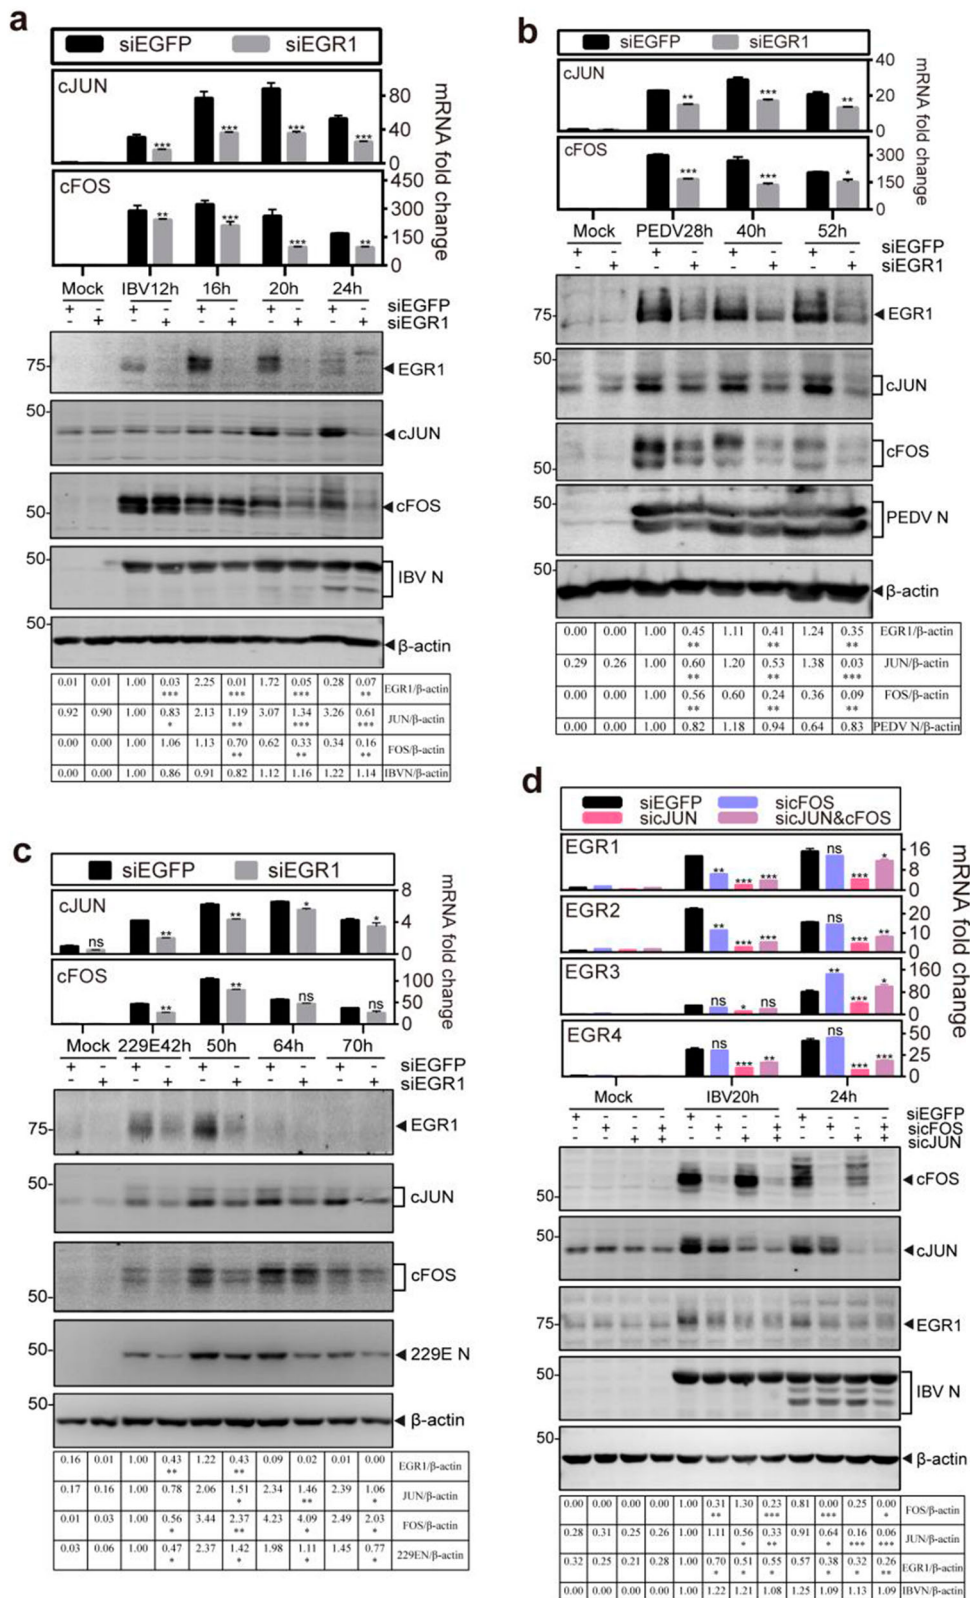 a
siEGFP siEGR1
cJUN
80
40
0
mRNA fold change
cFOS
450
300
150
0
Mock IBV12h 16h 20h 24h
+ - + - + - + - + - siEGFP
- + - + - + - + - + siEGR1
75- EGR1
50- cJUN
50- cFOS
50- IBV N
50- β-actin
0.01 0.01 1.00 0.03 2.25 0.01 1.72 0.05 0.28 0.07 EGR1/β-actin
*** *** *** **
0.92 0.90 1.00 0.83 2.13 1.19 3.07 1.34 3.26 0.61 JUN/β-actin
* ** *** ***
0.00 0.00 1.00 1.06 1.13 0.70 0.62 0.33 0.34 0.16 FOS/β-actin
** ** **
0.00 0.00 1.00 0.86 0.91 0.82 1.12 1.16 1.22 1.14 IBVN/β-actin
b
siEGFP siEGR1
cJUN
** *** **
40
20
0
mRNA fold change
cFOS
*** *** *
300
150
0
Mock PEDV28h 40h 52h
siEGFP + - + - + - + -
siEGR1 - + - + - + - +
75- EGR1
50- cJUN
50- cFOS
50- PEDV N
50- β-actin
0.00 0.00 1.00 0.45 1.11 0.41 1.24 0.35 EGR1/β-actin
** ** **
0.29 0.26 1.00 0.60 1.20 0.53 1.38 0.03 JUN/β-actin
** ** ***
0.00 0.00 1.00 0.56 0.60 0.24 0.36 0.09 FOS/β-actin
** ** **
0.00 0.00 1.00 0.82 1.18 0.94 0.64 0.83 PEDV N/β-actin
c
siEGFP siEGR1
cJUN
ns ** ** * *
8
4
0
mRNA fold change
cFOS
** ** ns ns
100
50
0
Mock 229E42h 50h 64h 70h
+ - + - + - + - + - siEGFP
- + - + - + - + - + siEGR1
75- EGR1
50- cJUN
50- cFOS
50- 229E N
50- β-actin
0.16 0.01 1.00 0.43 1.22 0.43 0.09 0.02 0.01 0.00 EGR1/β-actin
** **
0.17 0.16 1.00 0.78 2.06 1.51 2.34 1.46 2.39 1.06 JUN/β-actin
* ** *
0.01 0.03 1.00 0.56 3.44 2.37 4.23 4.09 2.49 2.03 FOS/β-actin
* ** * *
0.03 0.06 1.00 0.47 2.37 1.42 1.98 1.11 1.45 0.77 229EN/β-actin
* * * *
d
siEGFP sicFOS
sicJUN sicJUN&cFOS
EGR1
** *** *** ns *** *
16
8
0
mRNA fold change
EGR2
** *** *** ns *** **
20
10
0
EGR3
ns * ns ** *** *
160
80
0
EGR4
ns *** ** ns *** ***
50
25
0
Mock IBV20h 24h
+ - - - + - - - + - - - siEGFP
- + - + - + - + - + - + sicFOS
- - + + - - + + - - + + sicJUN
50- cFOS
50- cJUN
75- EGR1
50- IBV N
50- β-actin
0.00 0.00 0.00 0.00 1.00 0.31 1.30 0.23 0.81 0.00 0.25 0.00 FOS/β-actin
** *** *** *
0.28 0.31 0.25 0.26 1.00 1.11 0.56 0.33 0.91 0.64 0.16 0.06 JUN/β-actin
* ** * *** ***
0.32 0.25 0.21 0.28 1.00 0.70 0.51 0.55 0.57 0.38 0.32 0.26 EGR1/β-actin
* * * * * **
0.00 0.00 0.00 0.00 1.00 1.22 1.21 1.08 1.25 1.09 1.13 1.09 IBVN/β-actin